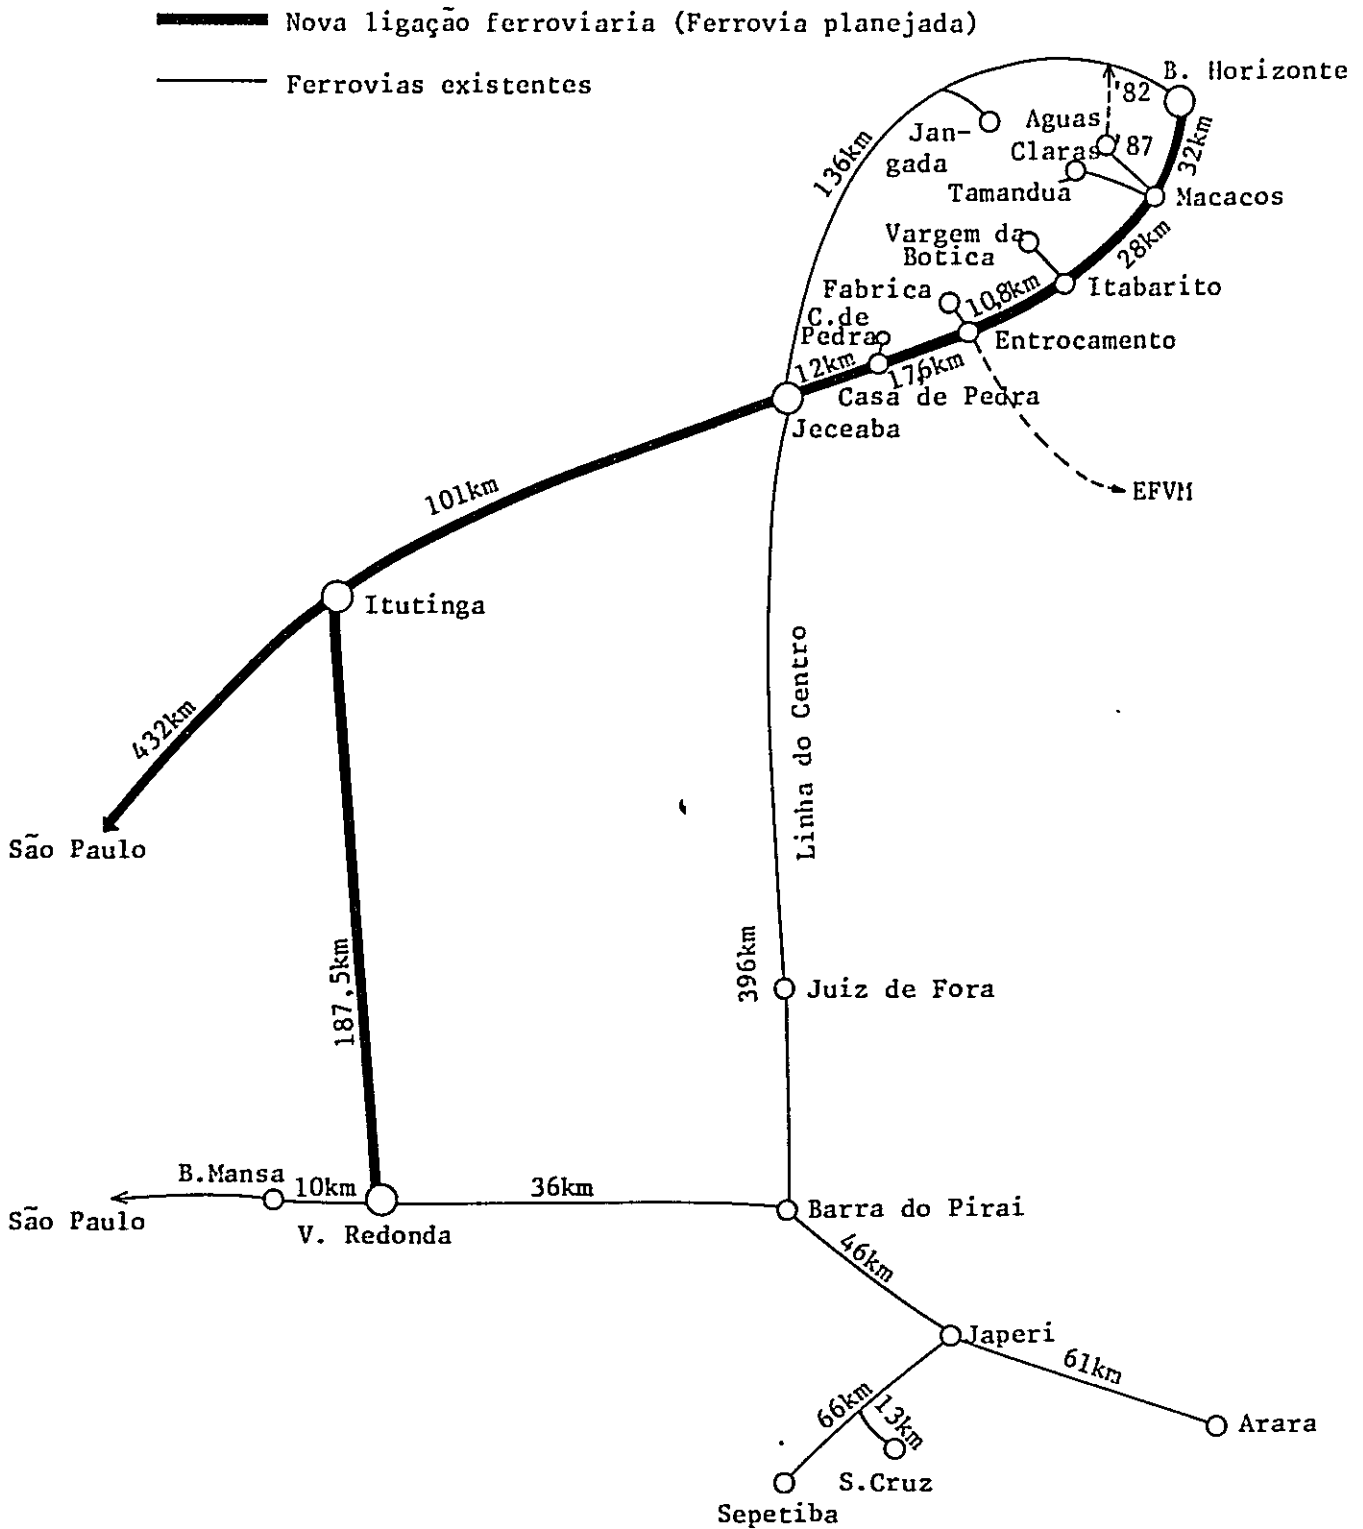 Nova ligação ferroviaria (Ferrovia planejada)
Ferrovias existentes
B. Horizonte
'82
Aguas
Claras
'87
Jan-
gada
136km
32km
Tamandua
Macacos
Vargem da
Botica
28km
Fabrica
10,8km
Itabarito
C.de
Pedra
Entrocamento
12km
17,6km
Casa de Pedra
Jeceaba
101km
EFVM
Itutinga
432km
Linha do Centro
São Paulo
396km
187,5km
Juiz de Fora
B.Mansa
10km
36km
São Paulo
V. Redonda
Barra do Pirai
46km
Japeri
61km
66km
13km
Arara
S.Cruz
Sepetiba